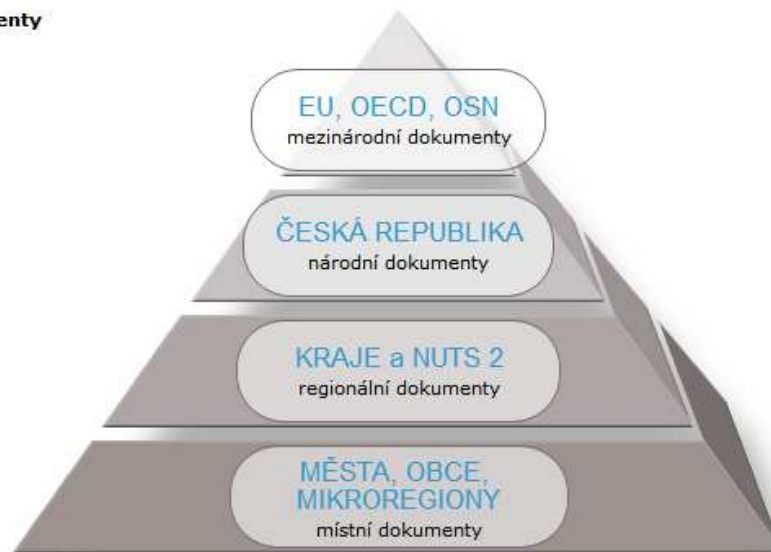 enty
EU, OECD, OSN
mezinárodní dokumenty
ČESKÁ REPUBLIKA
národní dokumenty
KRAJE a NUTS 2
regionální dokumenty
MĚSTA, OBCE,
MIKROREGIONY
místní dokumenty